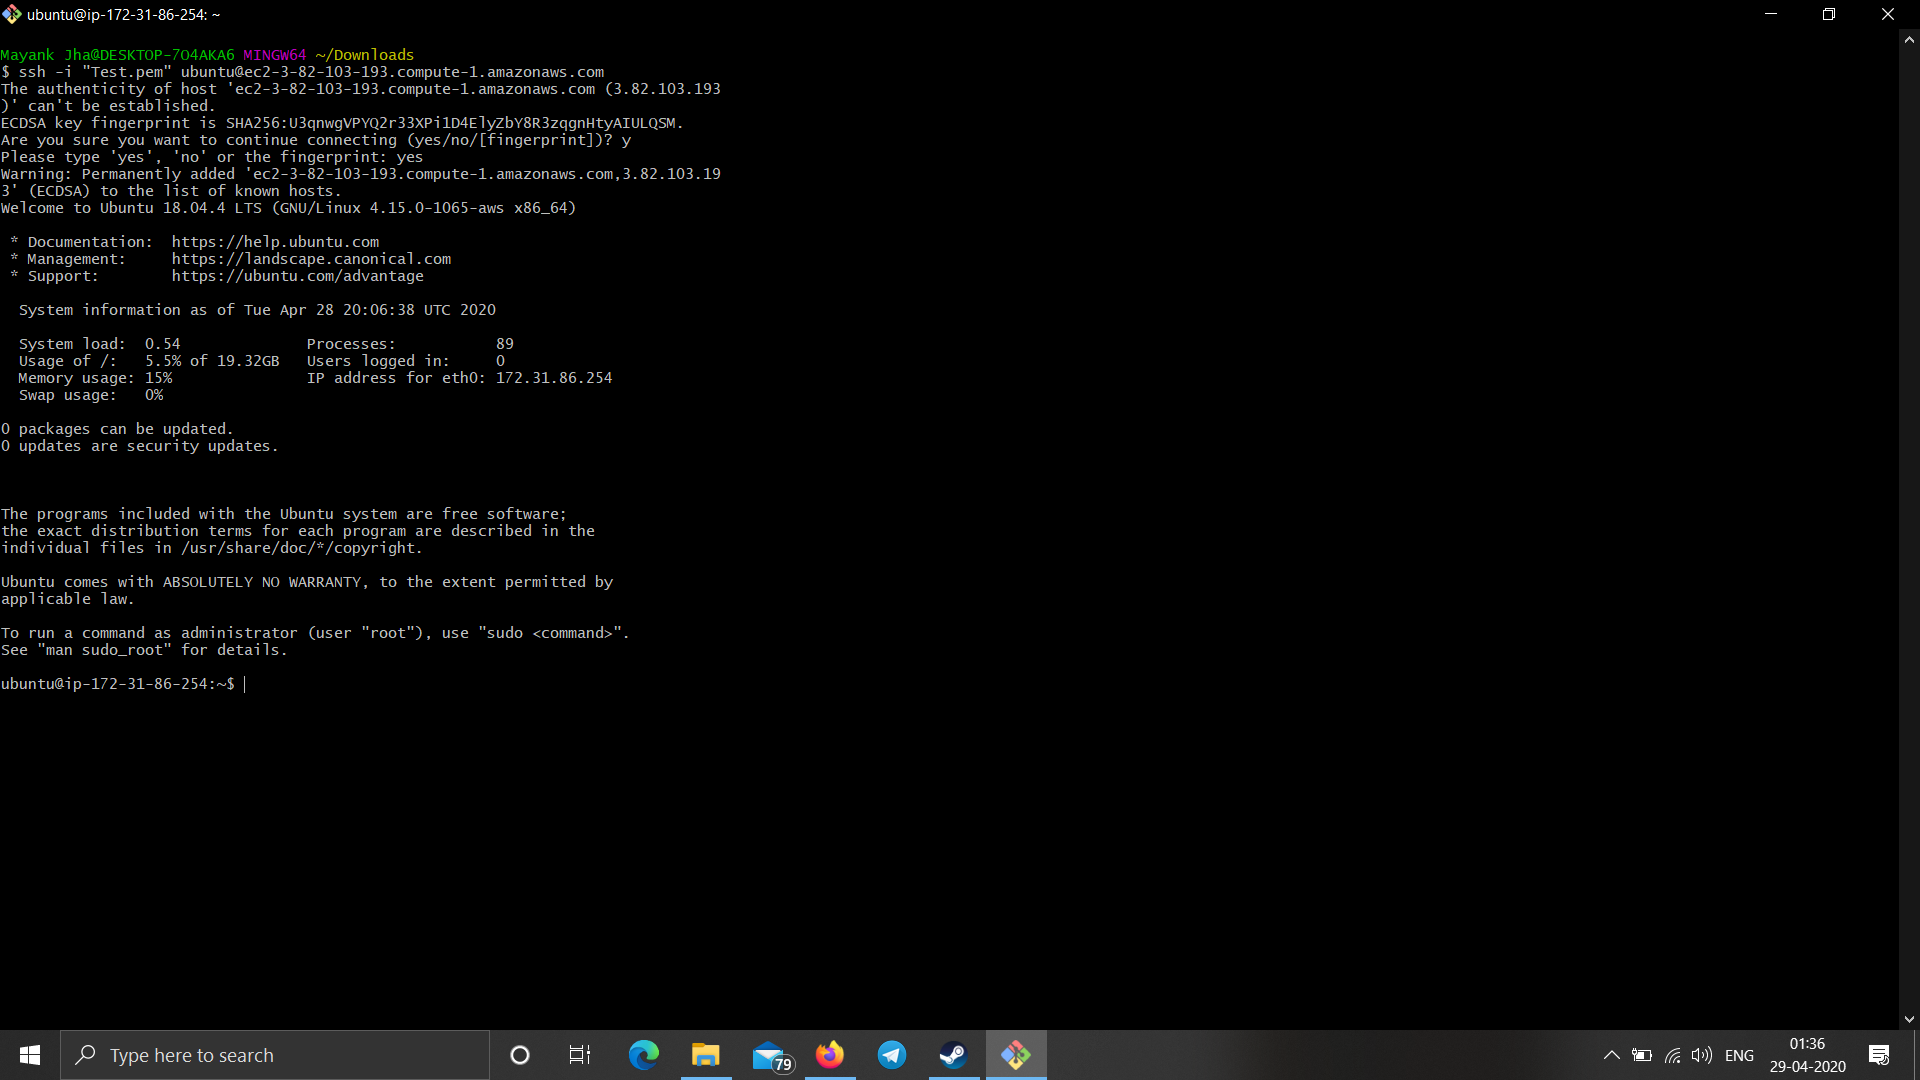 ubuntu@ip-172-31-86-254: ~
Mayank Jha@DESKTOP-7O4AKA6 MINGW64 ~/Downloads
$ ssh -i "Test.pem" ubuntu@ec2-3-82-103-193.compute-1.amazonaws.com
The authenticity of host 'ec2-3-82-103-193.compute-1.amazonaws.com (3.82.103.193
)' can't be established.
ECDSA key fingerprint is SHA256:U3qnwgVPYQ2r33XPi1D4ElyZbY8R3zqgnHtyAIULQSM.
Are you sure you want to continue connecting (yes/no/[fingerprint])? y
Please type 'yes', 'no' or the fingerprint: yes
Warning: Permanently added 'ec2-3-82-103-193.compute-1.amazonaws.com,3.82.103.19
3' (ECDSA) to the list of known hosts.
Welcome to Ubuntu 18.04.4 LTS (GNU/Linux 4.15.0-1065-aws x86_64)
* Documentation:  https://help.ubuntu.com
* Management:     https://landscape.canonical.com
* Support:        https://ubuntu.com/advantage
System information as of Tue Apr 28 20:06:38 UTC 2020
System load:  0.54              Processes:           89
Usage of /:   5.5% of 19.32GB   Users logged in:     0
Memory usage: 15%               IP address for eth0: 172.31.86.254
Swap usage:   0%
0 packages can be updated.
0 updates are security updates.
The programs included with the Ubuntu system are free software;
the exact distribution terms for each program are described in the
individual files in /usr/share/doc/*/copyright.
Ubuntu comes with ABSOLUTELY NO WARRANTY, to the extent permitted by
applicable law.
To run a command as administrator (user "root"), use "sudo <command>".
See "man sudo_root" for details.
ubuntu@ip-172-31-86-254:~$
Type here to search
79
ENG
01:36
29-04-2020